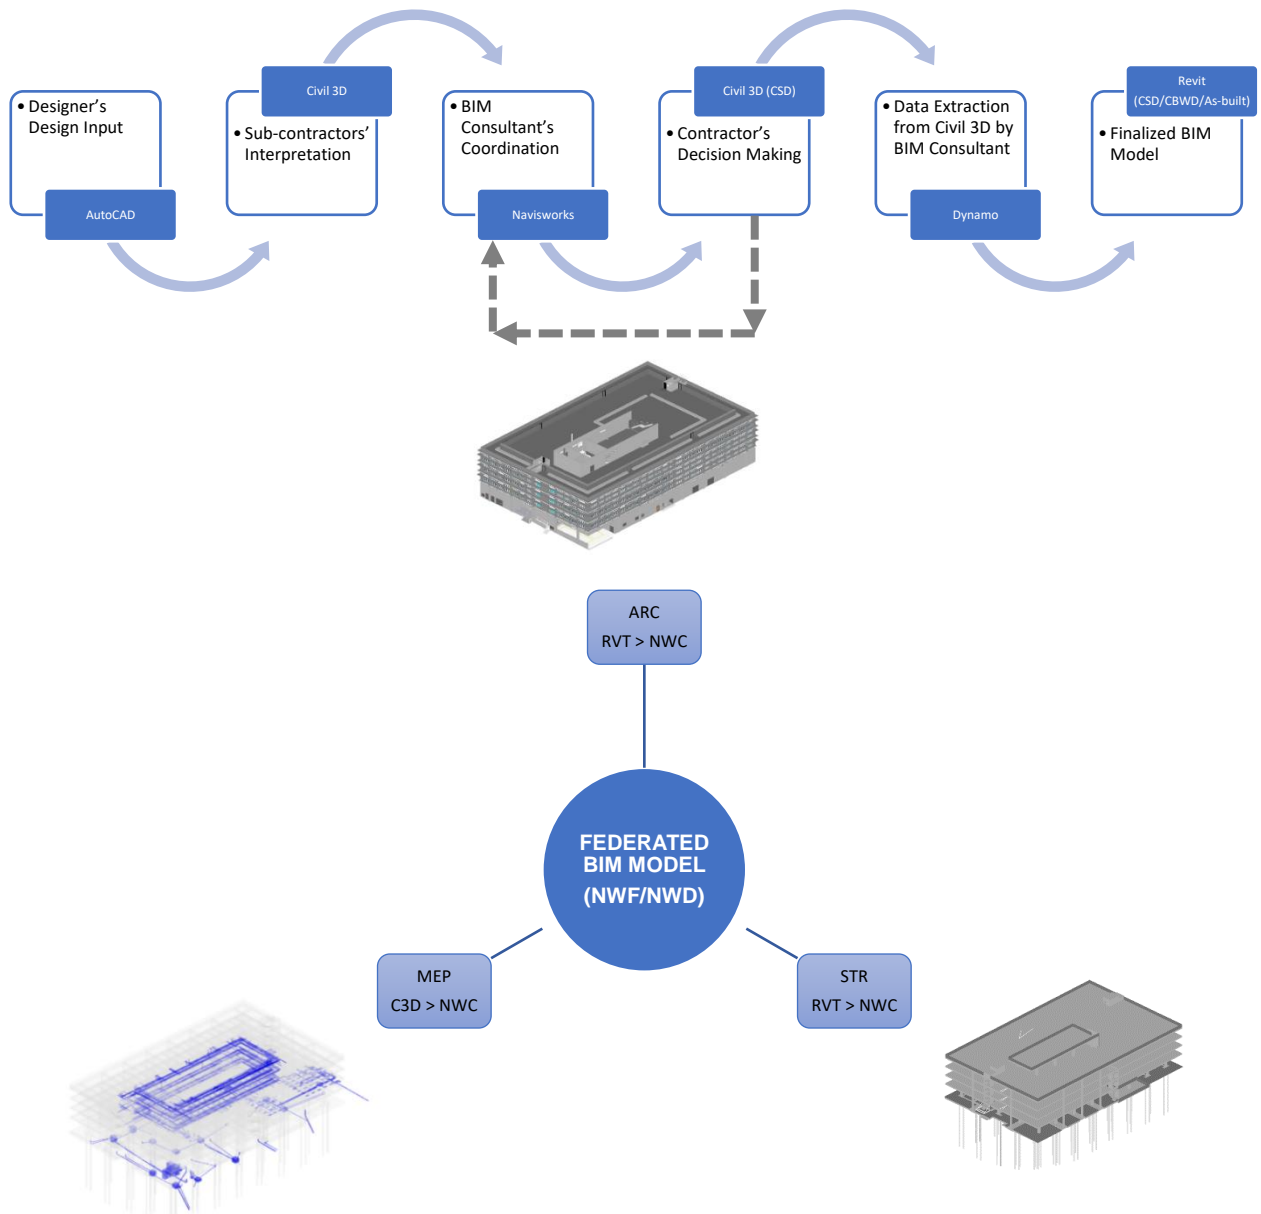 • Designer's
Design Input
AutoCAD
Civil 3D
• Sub-contractors'
Interpretation
• BIM
Consultant's
Coordination
Navisworks
Civil 3D (CSD)
• Contractor's
Decision Making
• Data Extraction
from Civil 3D by
BIM Consultant
Dynamo
Revit
(CSD/CBWD/As-built)
• Finalized BIM
Model
ARC
RVT > NWC
FEDERATED
BIM MODEL
(NWF/NWD)
MEP
C3D > NWC
STR
RVT > NWC